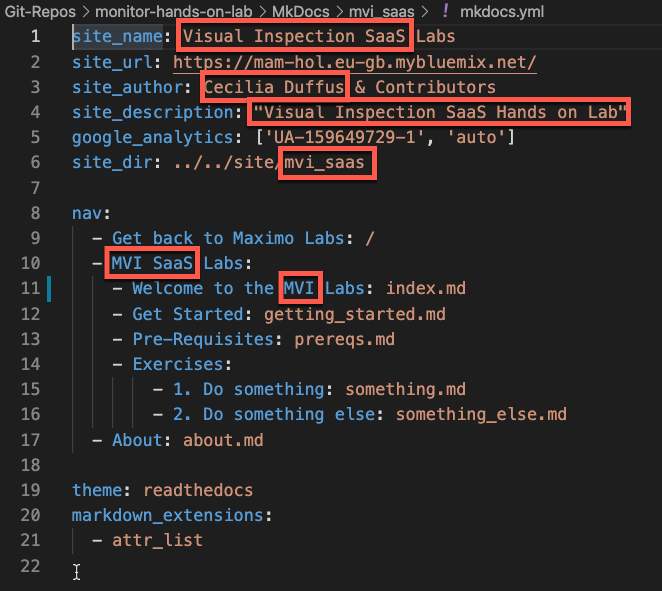 Git-Repos > monitor-hands-on-lab > MkDocs > mvi_saas > ! mkdocs.yml
1 site_name: Visual Inspection SaaS Labs
2 site_url: https://mam-hol.eu-gb.mybluemix.net/
3 site_author: Cecilia Duffus & Contributors
4 site_description: "Visual Inspection SaaS Hands on Lab"
5 google_analytics: ['UA-159649729-1', 'auto']
6 site_dir: ../../site/mvi_saas
7
8 nav:
9 - Get back to Maximo Labs: /
10 - MVI SaaS Labs:
11 - Welcome to the MVI Labs: index.md
12 - Get Started: getting_started.md
13 - Pre-Requisites: prereqs.md
14 - Exercises:
15 - 1. Do something: something.md
16 - 2. Do something else: something_else.md
17 - About: about.md
18
19 theme: readthedocs
20 markdown_extensions:
21 - attr_list
22